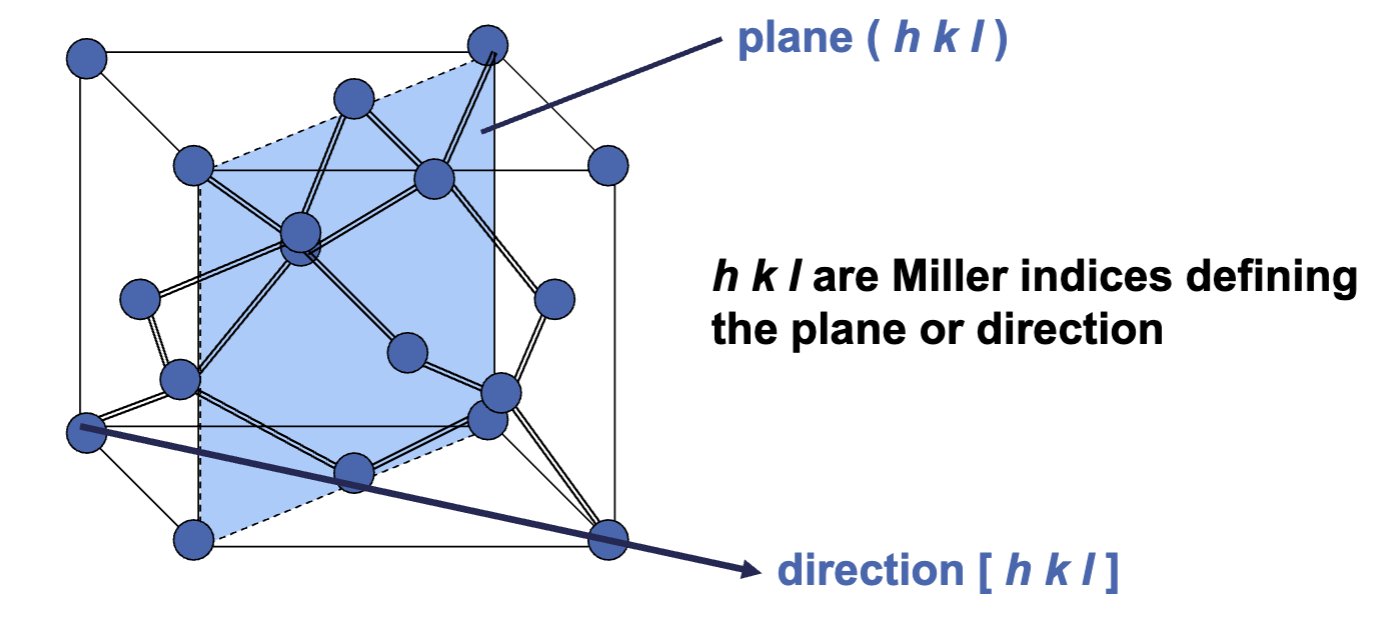 plane ( h k l )
h k l are Miller indices defining
the plane or direction
direction [ h k l ]